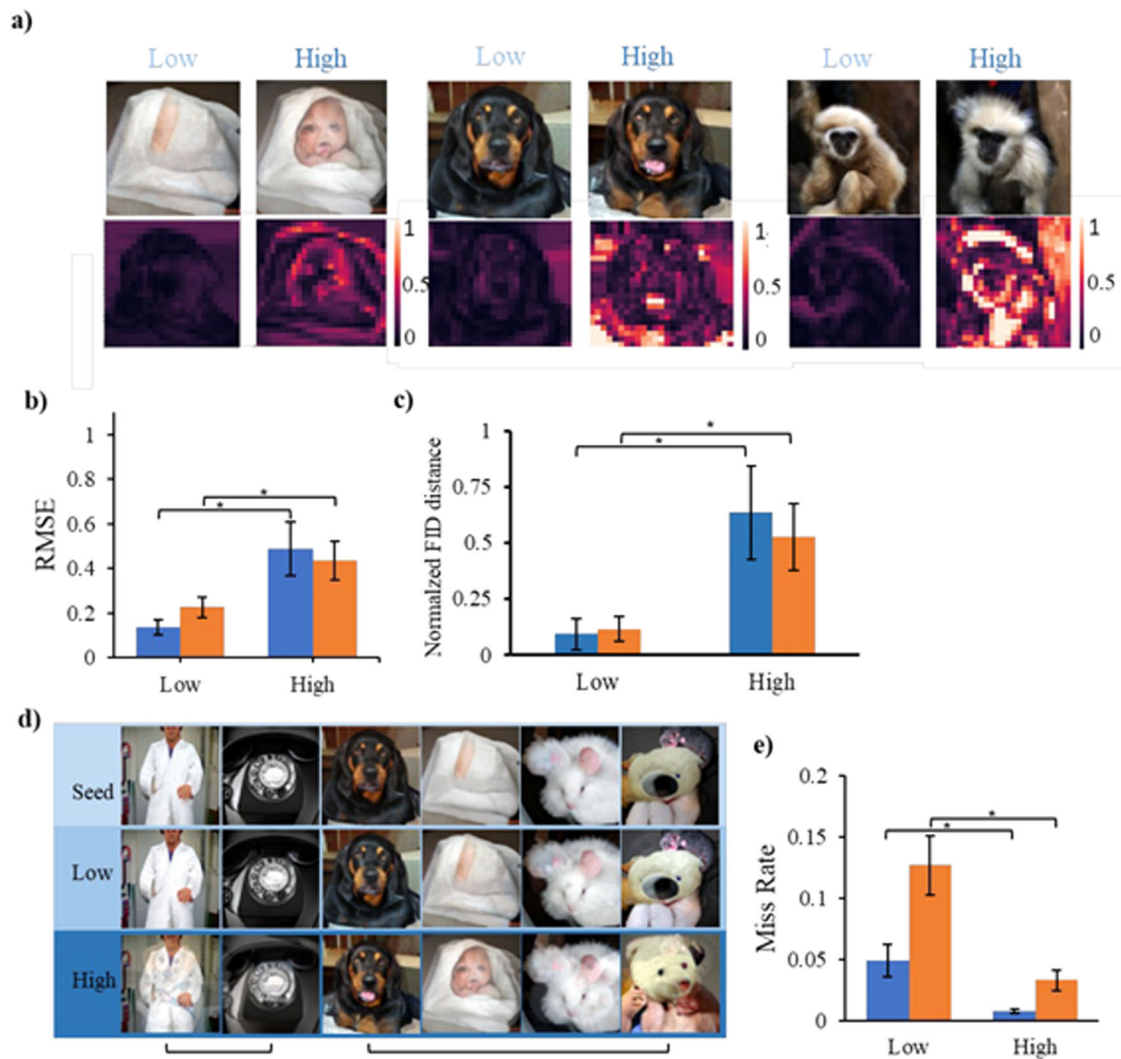 a)
Low High Low High Low High
1 1 1
0.5 0.5 0.5
0 0 0
b)
RMSE
1
0.8
0.6
0.4
0.2
0
* *
Low High
c)
Normalzed FID distance
1
0.75
0.5
0.25
0
* *
Low High
d)
Seed
Low
High
e)
Miss Rate
0.2
0.15
0.1
0.05
0
* *
Low High